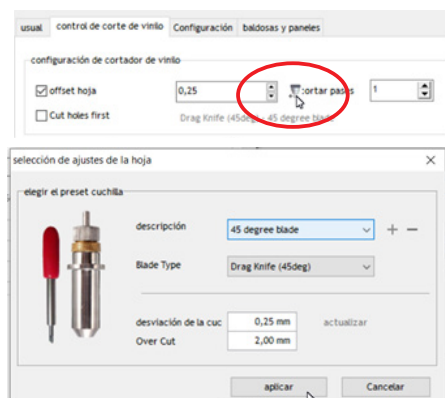 usual control de corte de vinilo Configuración baldosas y paneles
configuración de cortador de vinilo
offset hoja 0,25 cortar pases 1
Cut holes first Drag Knife (45deg) - 45 degree blade
selección de ajustes de la hoja
elegir el preset cuchilla
descripción 45 degree blade + −
Blade Type Drag Knife (45deg)
desviación de la cuc 0,25 mm actualizar
Over Cut 2,00 mm
aplicar Cancelar